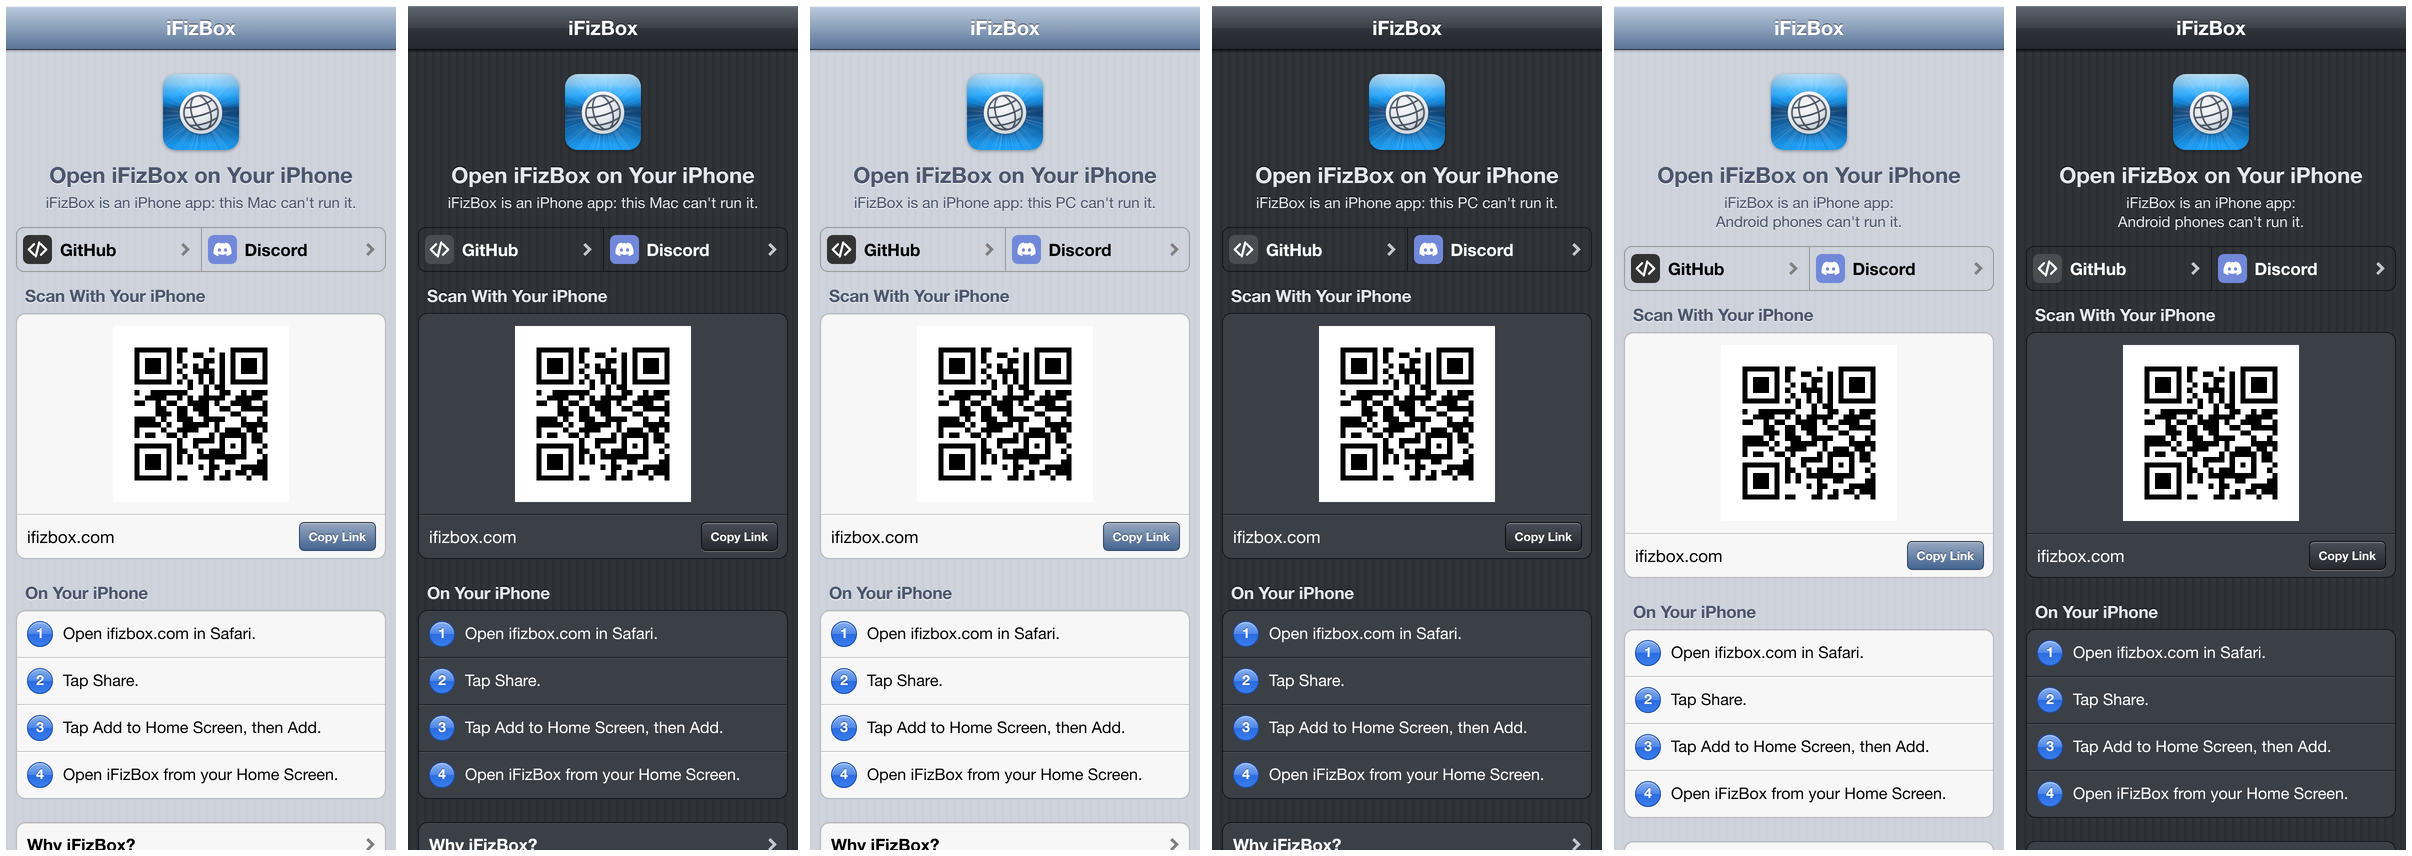 iFizBox
Open iFizBox on Your iPhone
iFizBox is an iPhone app: this Mac can't run it.
GitHub
Discord
Scan With Your iPhone
ifizbox.com
Copy Link
On Your iPhone
1 Open ifizbox.com in Safari.
2 Tap Share.
3 Tap Add to Home Screen, then Add.
4 Open iFizBox from your Home Screen.
Why iFizBox?
iFizBox
Open iFizBox on Your iPhone
iFizBox is an iPhone app: this Mac can't run it.
GitHub
Discord
Scan With Your iPhone
ifizbox.com
Copy Link
On Your iPhone
1 Open ifizbox.com in Safari.
2 Tap Share.
3 Tap Add to Home Screen, then Add.
4 Open iFizBox from your Home Screen.
Why iFizBox?
iFizBox
Open iFizBox on Your iPhone
iFizBox is an iPhone app: this PC can't run it.
GitHub
Discord
Scan With Your iPhone
ifizbox.com
Copy Link
On Your iPhone
1 Open ifizbox.com in Safari.
2 Tap Share.
3 Tap Add to Home Screen, then Add.
4 Open iFizBox from your Home Screen.
Why iFizBox?
iFizBox
Open iFizBox on Your iPhone
iFizBox is an iPhone app: this PC can't run it.
GitHub
Discord
Scan With Your iPhone
ifizbox.com
Copy Link
On Your iPhone
1 Open ifizbox.com in Safari.
2 Tap Share.
3 Tap Add to Home Screen, then Add.
4 Open iFizBox from your Home Screen.
Why iFizBox?
iFizBox
Open iFizBox on Your iPhone
iFizBox is an iPhone app:
Android phones can't run it.
GitHub
Discord
Scan With Your iPhone
ifizbox.com
Copy Link
On Your iPhone
1 Open ifizbox.com in Safari.
2 Tap Share.
3 Tap Add to Home Screen, then Add.
4 Open iFizBox from your Home Screen.
iFizBox
Open iFizBox on Your iPhone
iFizBox is an iPhone app:
Android phones can't run it.
GitHub
Discord
Scan With Your iPhone
ifizbox.com
Copy Link
On Your iPhone
1 Open ifizbox.com in Safari.
2 Tap Share.
3 Tap Add to Home Screen, then Add.
4 Open iFizBox from your Home Screen.